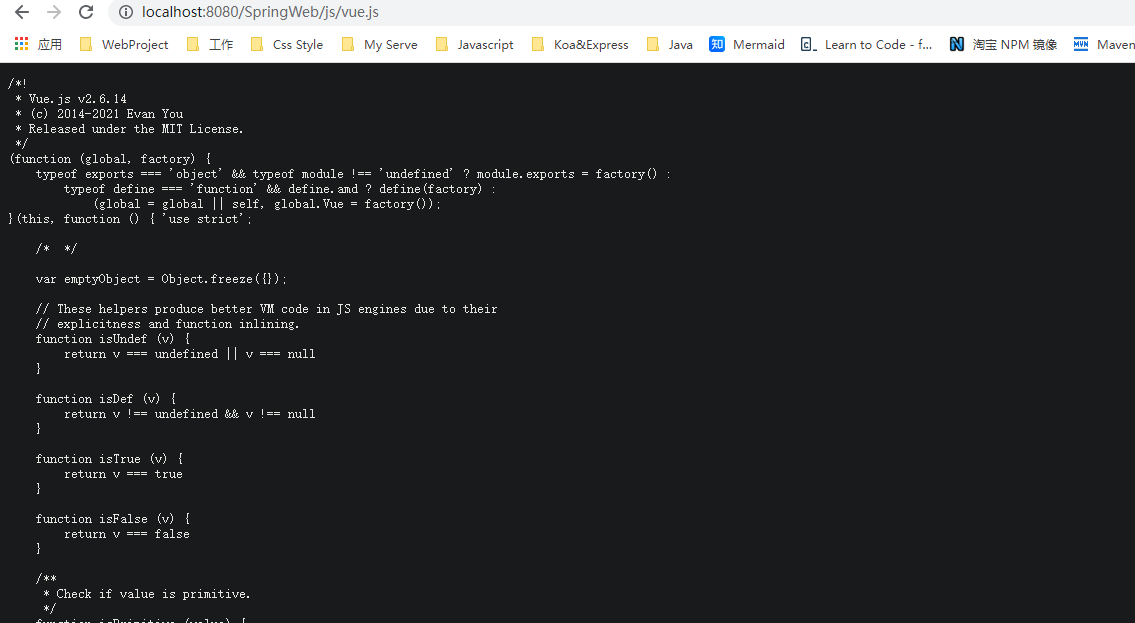 localhost:8080/SpringWeb/js/vue.js
应用 WebProject 工作 Css Style My Serve Javascript Koa&Express Java 知 Mermaid Learn to Code - f... N 淘宝 NPM 镜像 MVN Maven
/*!
 * Vue.js v2.6.14
 * (c) 2014-2021 Evan You
 * Released under the MIT License.
 */
(function (global, factory) {
    typeof exports === 'object' && typeof module !== 'undefined' ? module.exports = factory() :
        typeof define === 'function' && define.amd ? define(factory) :
            (global = global || self, global.Vue = factory());
}(this, function () { 'use strict';
    /*  */
    var emptyObject = Object.freeze({});
    // These helpers produce better VM code in JS engines due to their
    // explicitness and function inlining.
    function isUndef (v) {
        return v === undefined || v === null
    }
    function isDef (v) {
        return v !== undefined && v !== null
    }
    function isTrue (v) {
        return v === true
    }
    function isFalse (v) {
        return v === false
    }
    /**
     * Check if value is primitive.
     */
    function isPrimitive (value) {